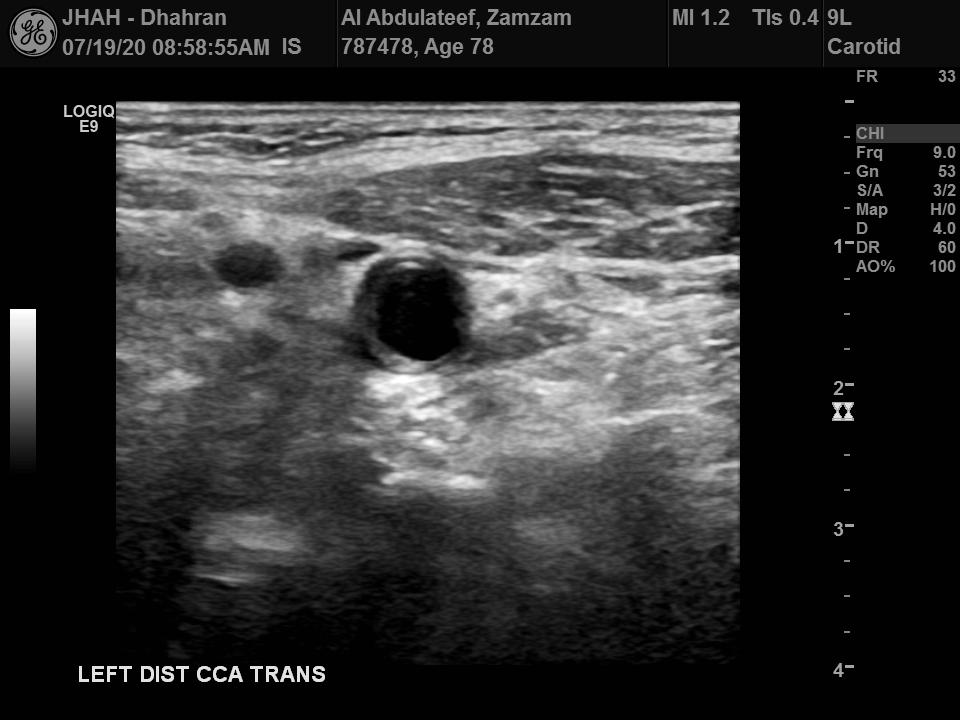 JHAH - Dhahran
07/19/20 08:58:55AM IS
Al Abdulateef, Zamzam
787478, Age 78
MI 1.2 TIs 0.4
9L
Carotid
LOGIQ
E9
FR 33
CHI
Frq 9.0
Gn 53
S/A 3/2
Map H/0
D 4.0
DR 60
AO% 100
1
2
3
4
LEFT DIST CCA TRANS